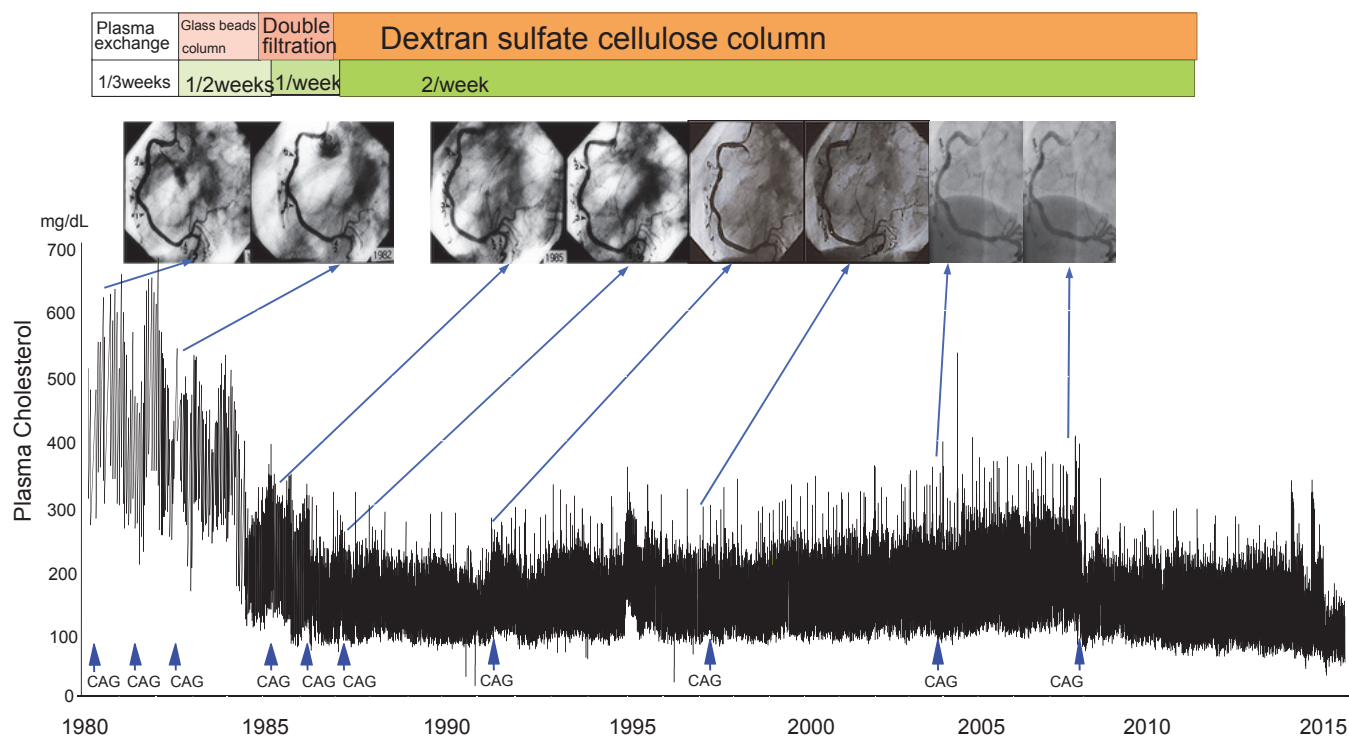 Plasma
exchange
Glass beads
column
Double
filtration
Dextran sulfate cellulose column
1/3weeks
1/2weeks
1/week
2/week
1982
1985
mg/dL
700
600
500
400
300
200
100
0
Plasma Cholesterol
CAG CAG CAG CAG CAG CAG CAG CAG CAG CAG
1980 1985 1990 1995 2000 2005 2010 2015